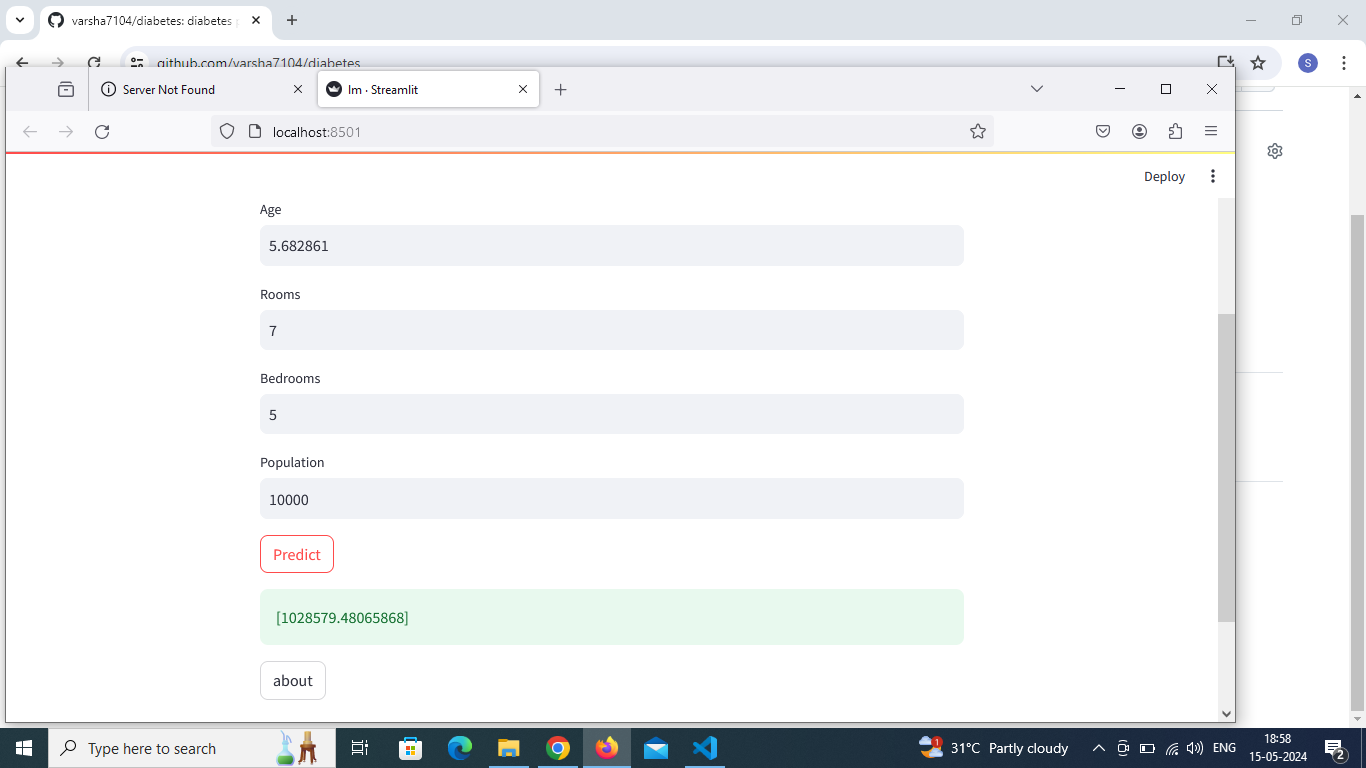 varsha7104/diabetes: diabetes p
github.com/varsha7104/diabetes
S
Server Not Found
lm · Streamlit
localhost:8501
Deploy
Age
5.682861
Rooms
7
Bedrooms
5
Population
10000
Predict
[1028579.48065868]
about
Type here to search
1
31°C Partly cloudy
ENG
18:58
15-05-2024
2